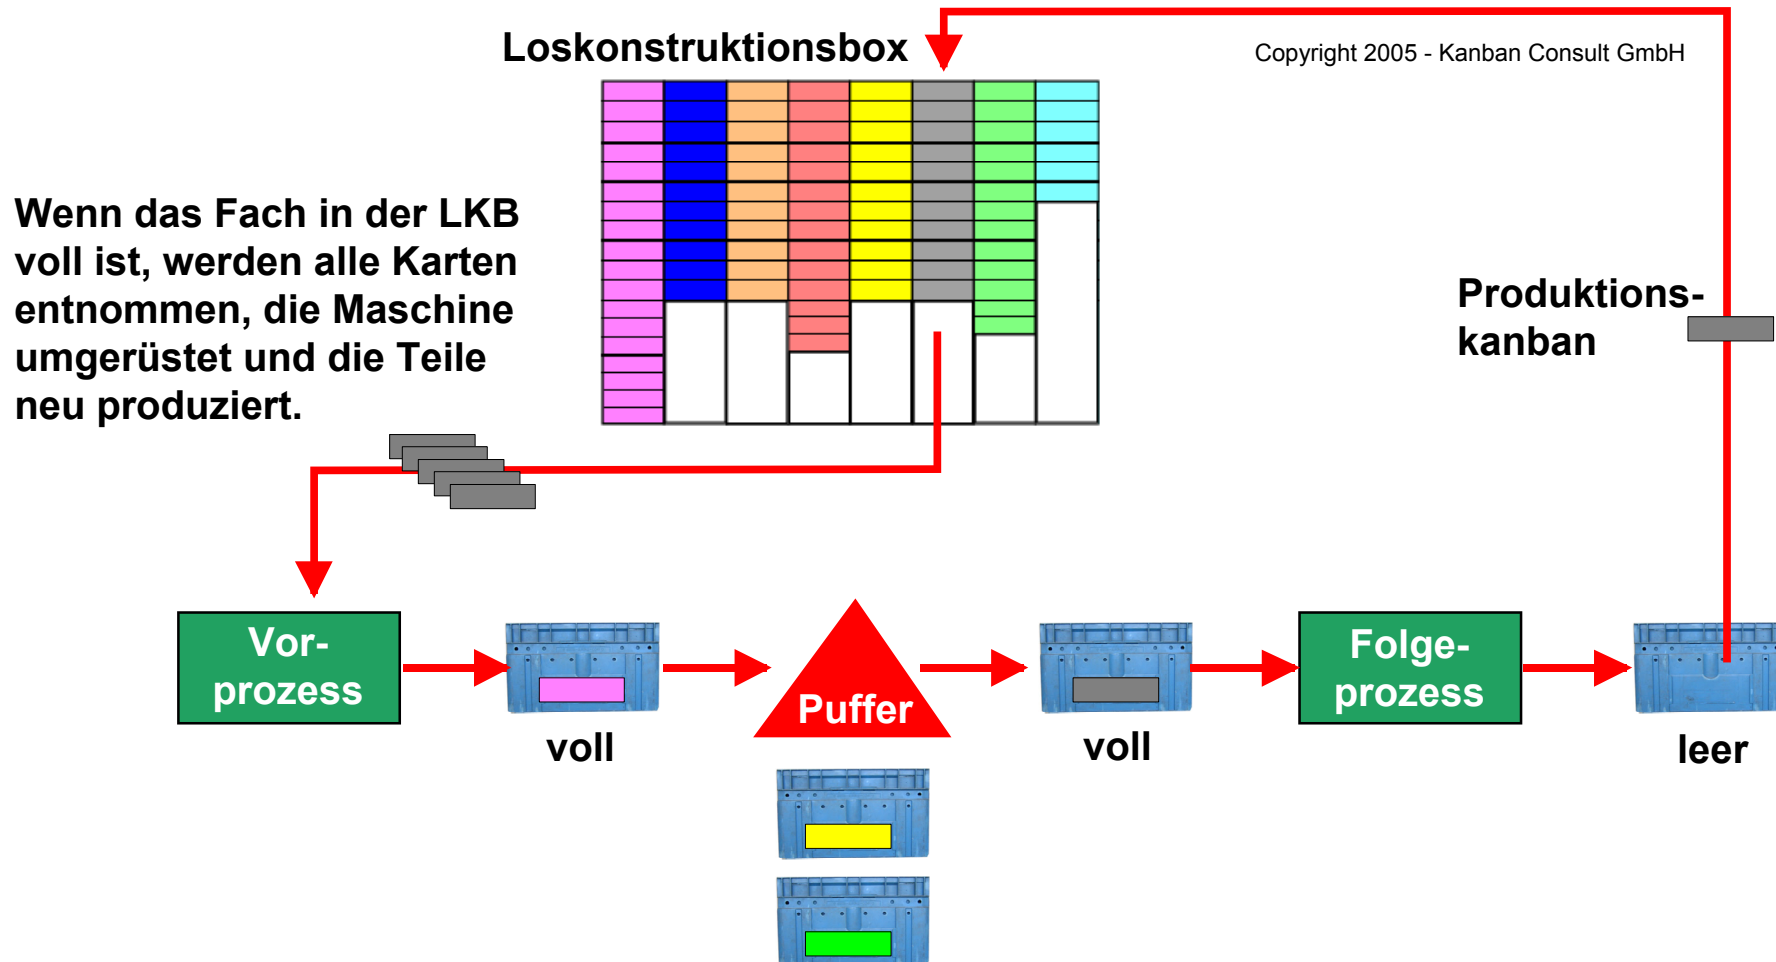 Loskonstruktionsbox
Copyright 2005 - Kanban Consult GmbH
Wenn das Fach in der LKB
voll ist, werden alle Karten
entnommen, die Maschine
umgerüstet und die Teile
neu produziert.
Produktions-
kanban
Vor-
prozess
voll
Puffer
voll
Folge-
prozess
leer